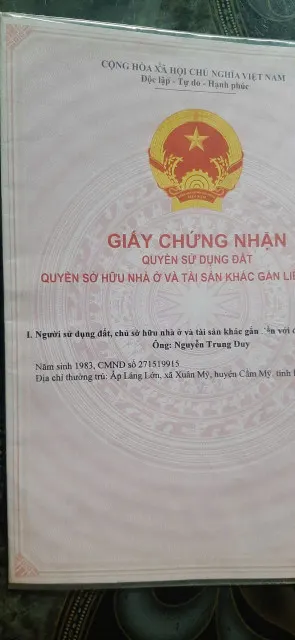 CỘNG HÒA XÃ HỘI CHỦ NGHĨA VIỆT NAM
Độc lập - Tự do - Hạnh phúc
GIẤY CHỨNG NHẬN
QUYỀN SỬ DỤNG ĐẤT
QUYỀN SỞ HỮU NHÀ Ở VÀ TÀI SẢN KHÁC GẮN LIỀ
I. Người sử dụng đất, chủ sở hữu nhà ở và tài sản khác gắn với
Ông: Nguyễn Trung Duy
Năm sinh 1983, CMND số 271519915
Địa chỉ thường trú: Ấp Láng Lớn, xã Xuân Mỹ, huyện Cẩm Mỹ, tỉnh